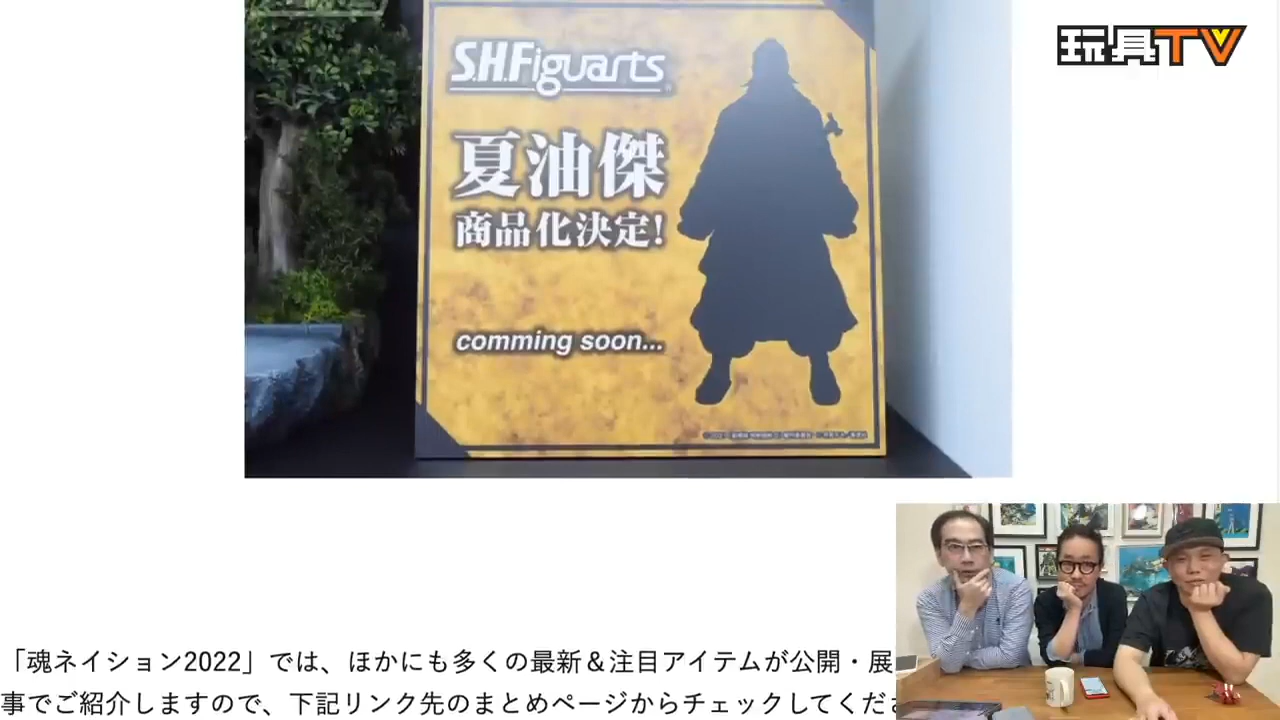 玩具TV
S.H.Figuarts
夏油傑
商品化決定!
comming soon...
「魂ネイション2022」では、ほかにも多くの最新＆注目アイテムが公開・展
事でご紹介しますので、下記リンク先のまとめページからチェックしてくだ